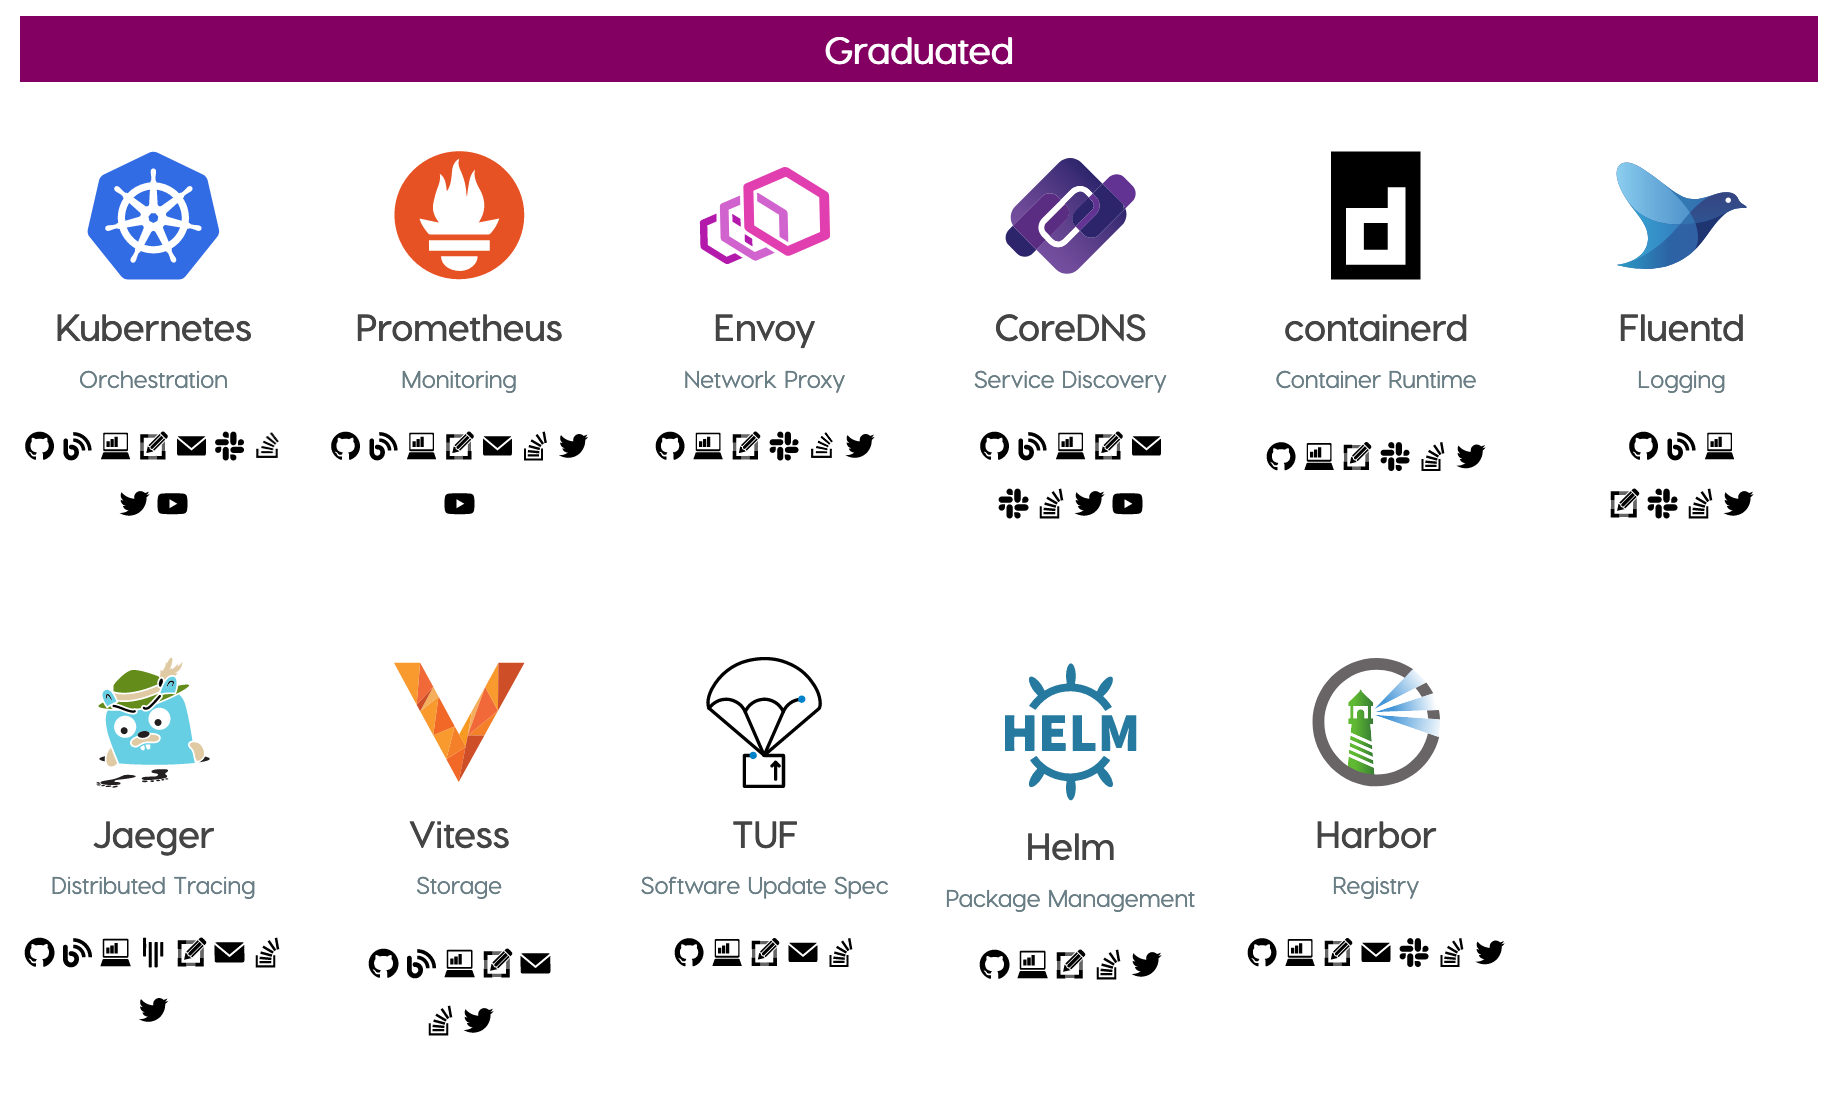 Graduated
Kubernetes
Orchestration
Prometheus
Monitoring
Envoy
Network Proxy
CoreDNS
Service Discovery
containerd
Container Runtime
Fluentd
Logging
Jaeger
Distributed Tracing
Vitess
Storage
TUF
Software Update Spec
HELM
Helm
Package Management
Harbor
Registry